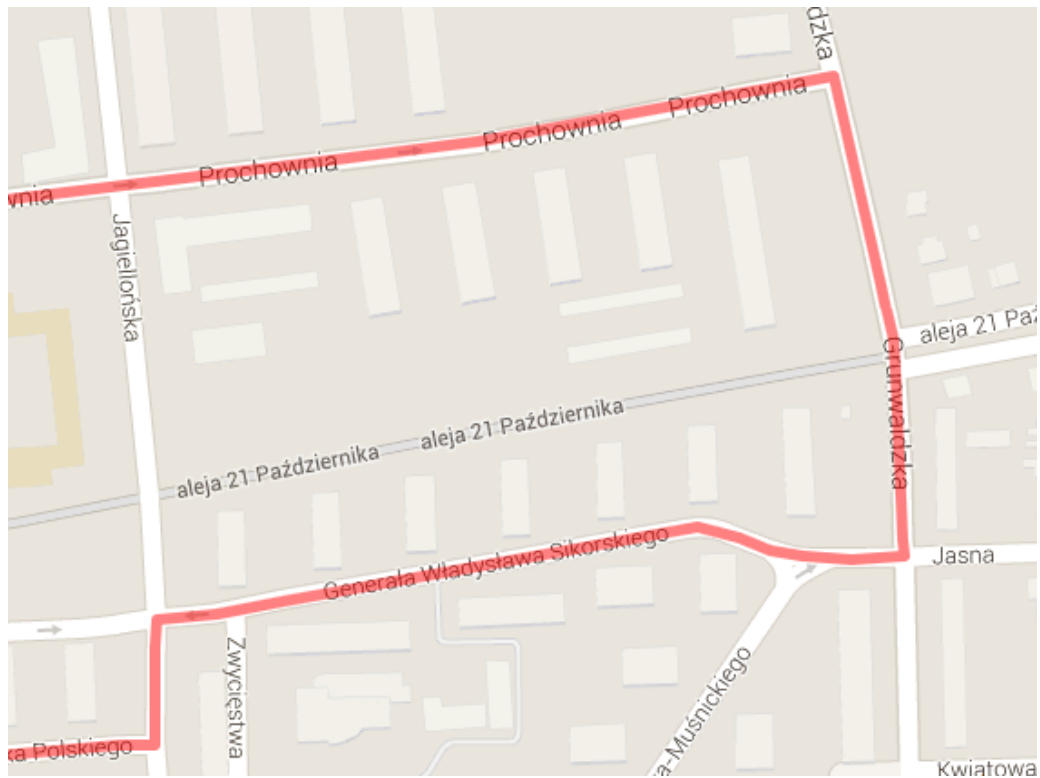 dzka
Prochownia
Prochownia
Prochownia
wnia
Jagiellońska
aleja 21 Paź
Grunwaldzka
aleja 21 Października
aleja 21 Października
Generała Władysława Sikorskiego
Jasna
Zwycięstwa
a-Muśnickiego
ka Polskiego
Kwiatowa